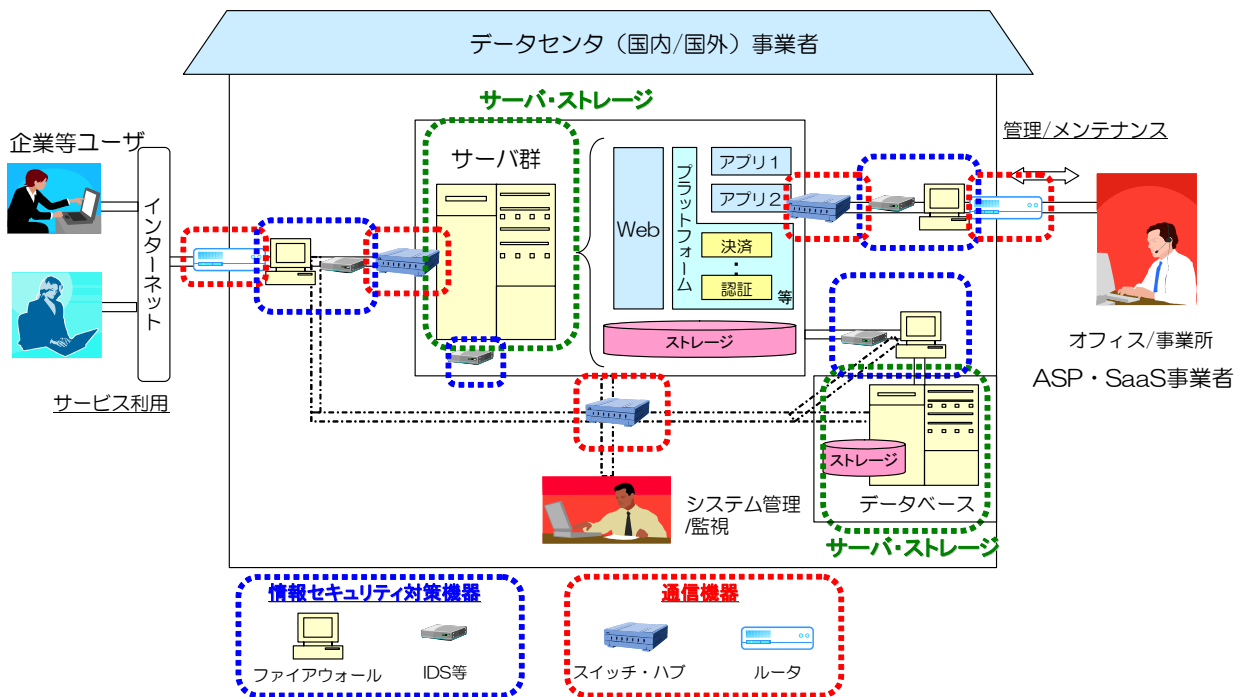 データセンタ（国内/国外）事業者
サーバ・ストレージ
企業等ユーザ
インターネット
サービス利用
サーバ群
Web
プラットフォーム
アプリ１
アプリ２
決済
・・
認証
等
ストレージ
管理/メンテナンス
オフィス/事業所
ASP・SaaS事業者
ストレージ
データベース
サーバ・ストレージ
システム管理
/監視
情報セキュリティ対策機器
ファイアウォール
IDS等
通信機器
スイッチ・ハブ
ルータ